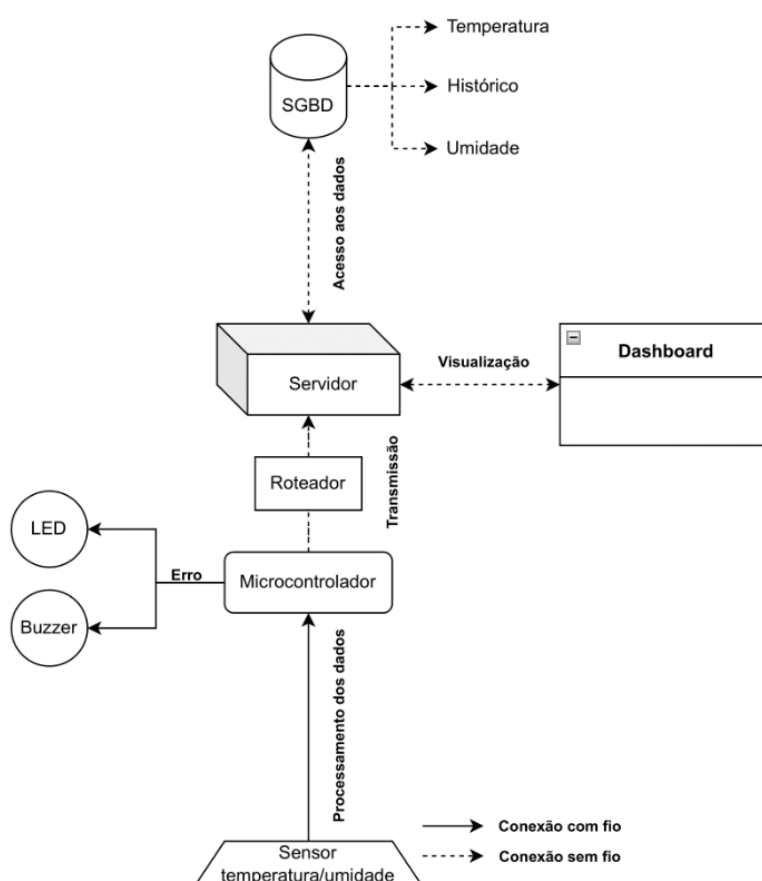 Temperatura
SGBD
Histórico
Umidade
Acesso aos dados
Servidor
Visualização
Dashboard
Roteador
Transmissão
LED
Erro
Microcontrolador
Buzzer
Processamento dos dados
Conexão com fio
Conexão sem fio
Sensor
temperatura/umidade